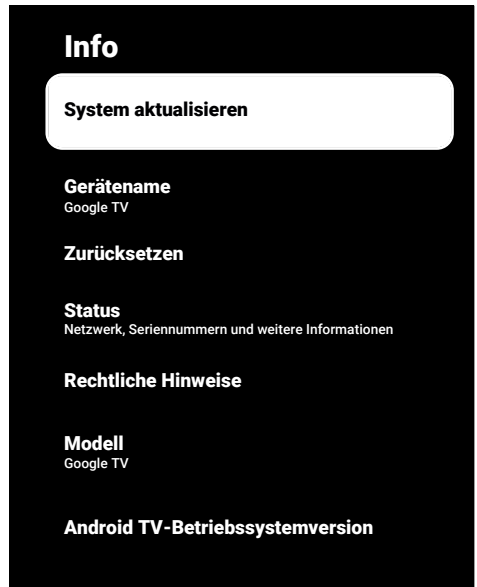 Info
System aktualisieren
Gerätename
Google TV
Zurücksetzen
Status
Netzwerk, Seriennummern und weitere Informationen
Rechtliche Hinweise
Modell
Google TV
Android TV-Betriebssystemversion